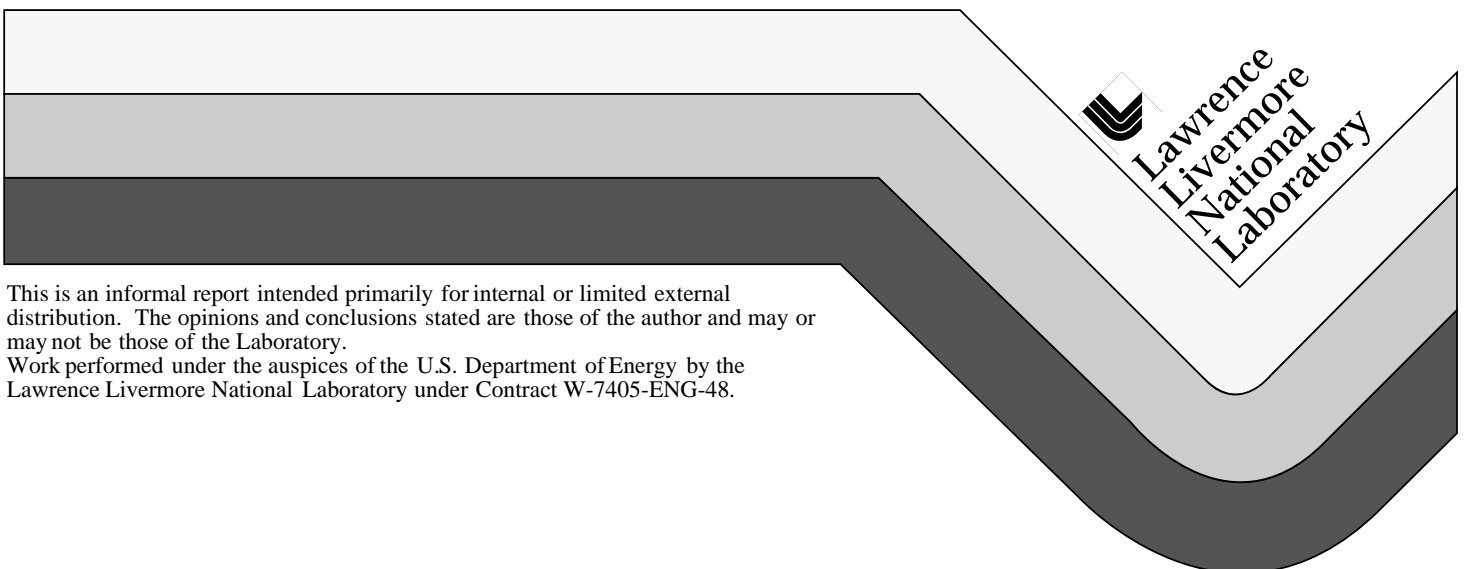 Lawrence
Livermore
National
Laboratory
This is an informal report intended primarily for internal or limited external
distribution. The opinions and conclusions stated are those of the author and may or
may not be those of the Laboratory.
Work performed under the auspices of the U.S. Department of Energy by the
Lawrence Livermore National Laboratory under Contract W-7405-ENG-48.